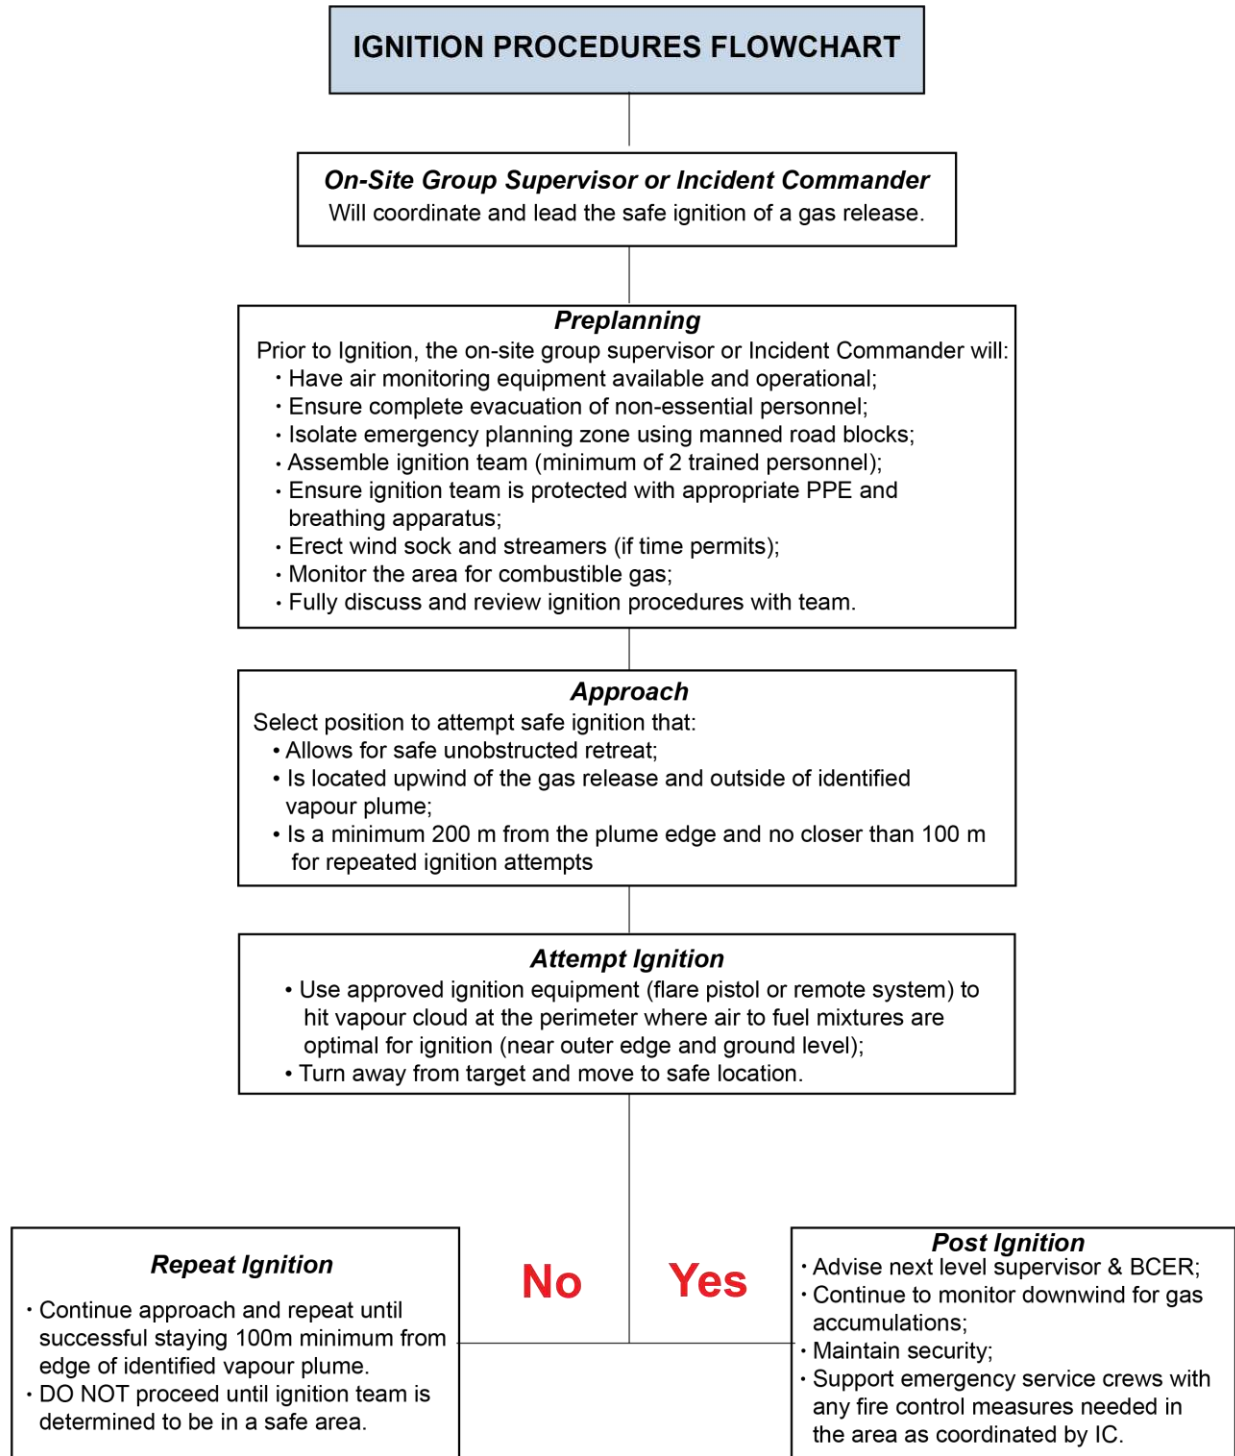 IGNITION PROCEDURES FLOWCHART
On-Site Group Supervisor or Incident Commander
Will coordinate and lead the safe ignition of a gas release.
Preplanning
Prior to Ignition, the on-site group supervisor or Incident Commander will:
· Have air monitoring equipment available and operational;
· Ensure complete evacuation of non-essential personnel;
· Isolate emergency planning zone using manned road blocks;
· Assemble ignition team (minimum of 2 trained personnel);
· Ensure ignition team is protected with appropriate PPE and
breathing apparatus;
· Erect wind sock and streamers (if time permits);
· Monitor the area for combustible gas;
· Fully discuss and review ignition procedures with team.
Approach
Select position to attempt safe ignition that:
• Allows for safe unobstructed retreat;
• Is located upwind of the gas release and outside of identified
vapour plume;
• Is a minimum 200 m from the plume edge and no closer than 100 m
for repeated ignition attempts
Attempt Ignition
• Use approved ignition equipment (flare pistol or remote system) to
hit vapour cloud at the perimeter where air to fuel mixtures are
optimal for ignition (near outer edge and ground level);
• Turn away from target and move to safe location.
Repeat Ignition
· Continue approach and repeat until
successful staying 100m minimum from
edge of identified vapour plume.
· DO NOT proceed until ignition team is
determined to be in a safe area.
No
Yes
Post Ignition
· Advise next level supervisor & BCER;
· Continue to monitor downwind for gas
accumulations;
· Maintain security;
· Support emergency service crews with
any fire control measures needed in
the area as coordinated by IC.